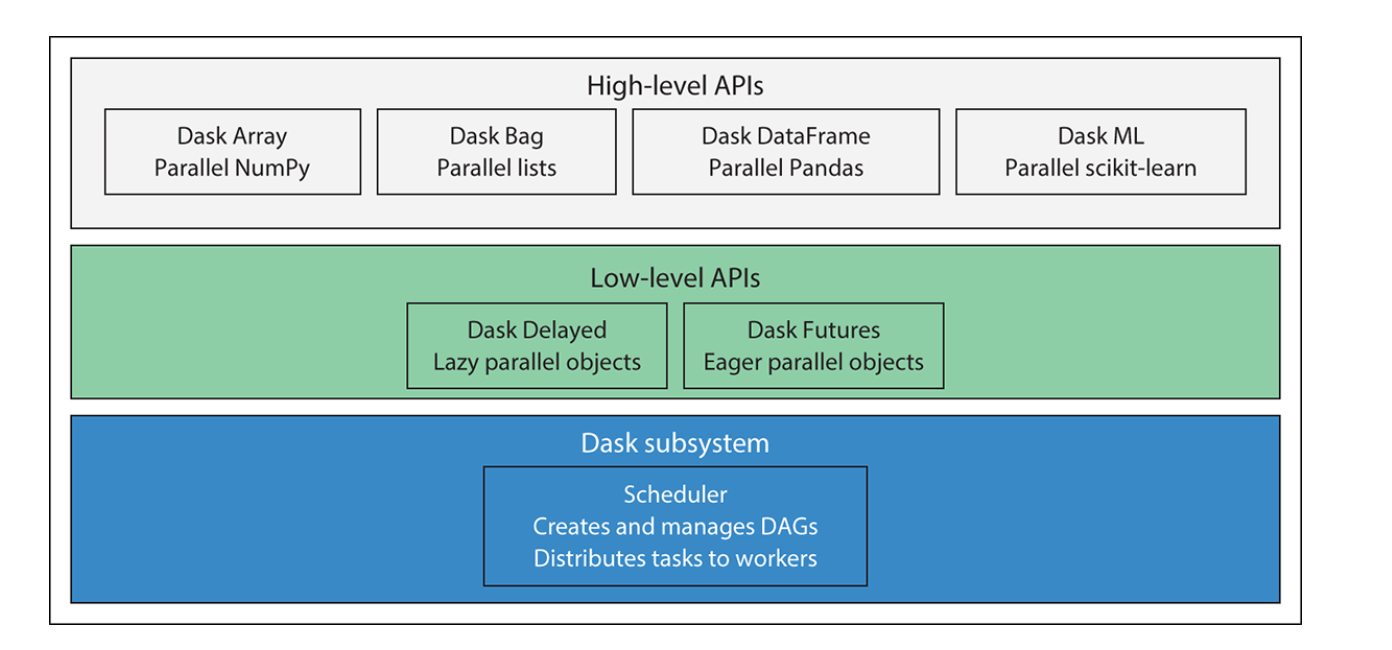 High-level APIs
Dask Array
Parallel NumPy
Dask Bag
Parallel lists
Dask DataFrame
Parallel Pandas
Dask ML
Parallel scikit-learn
Low-level APIs
Dask Delayed
Lazy parallel objects
Dask Futures
Eager parallel objects
Dask subsystem
Scheduler
Creates and manages DAGs
Distributes tasks to workers